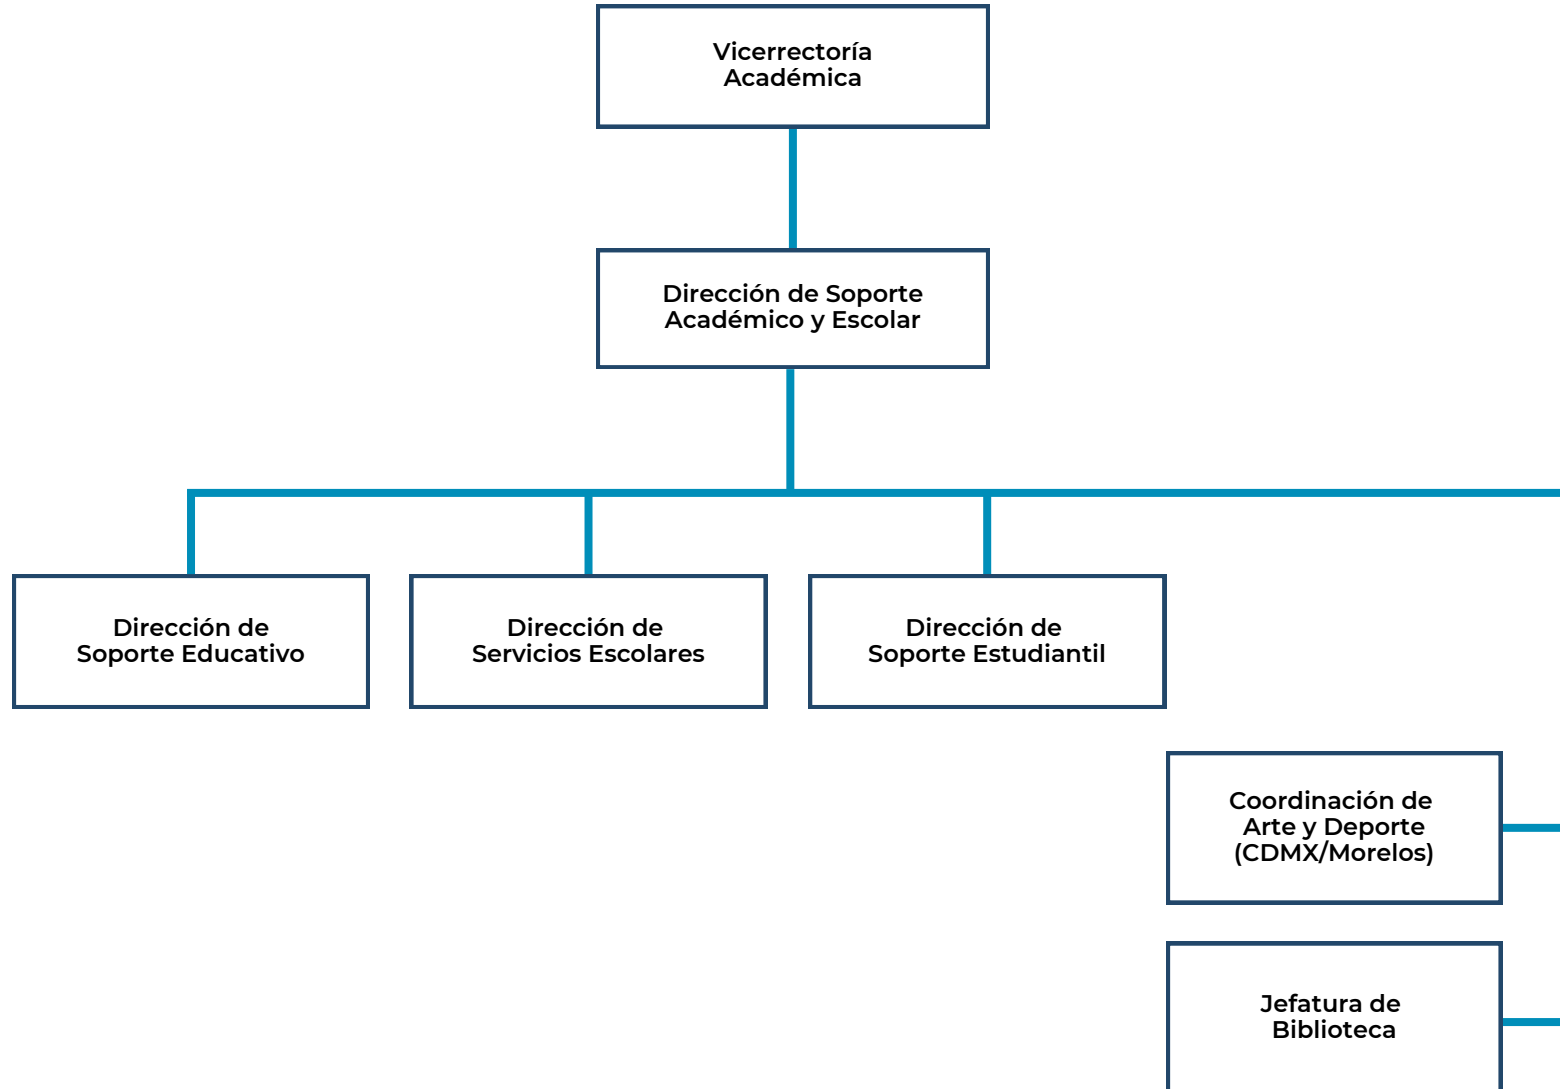 Vicerrectoría
Académica
Dirección de Soporte
Académico y Escolar
Dirección de
Soporte Educativo
Dirección de
Servicios Escolares
Dirección de
Soporte Estudiantil
Coordinación de
Arte y Deporte
(CDMX/Morelos)
Jefatura de
Biblioteca